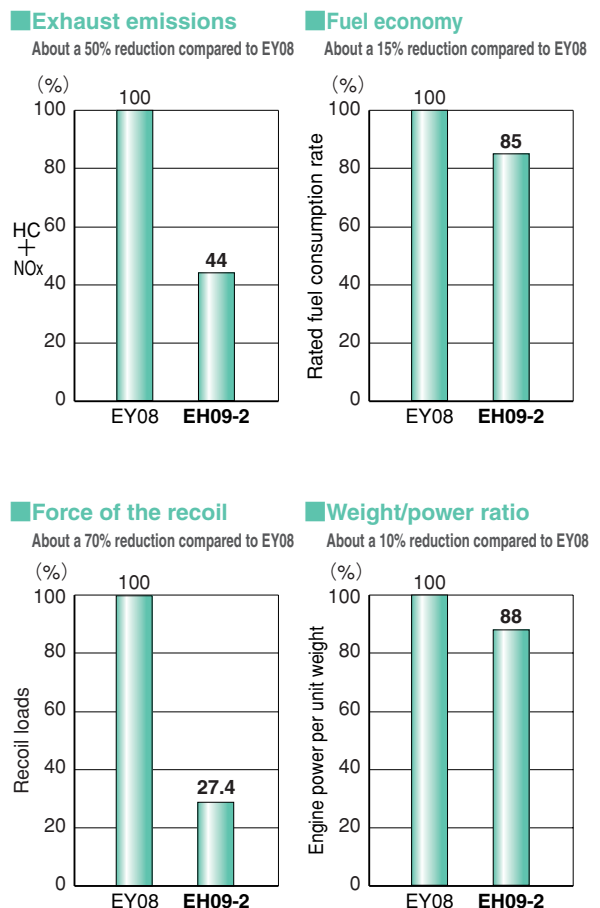 Exhaust emissions
About a 50% reduction compared to EY08
(%)
100
80
60
40
20
0
HC
+
NOx
100
44
EY08 EH09-2
Fuel economy
About a 15% reduction compared to EY08
(%)
100
80
60
40
20
0
Rated fuel consumption rate
100
85
EY08 EH09-2
Force of the recoil
About a 70% reduction compared to EY08
(%)
100
80
60
40
20
0
Recoil loads
100
27.4
EY08 EH09-2
Weight/power ratio
About a 10% reduction compared to EY08
(%)
100
80
60
40
20
0
Engine power per unit weight
100
88
EY08 EH09-2